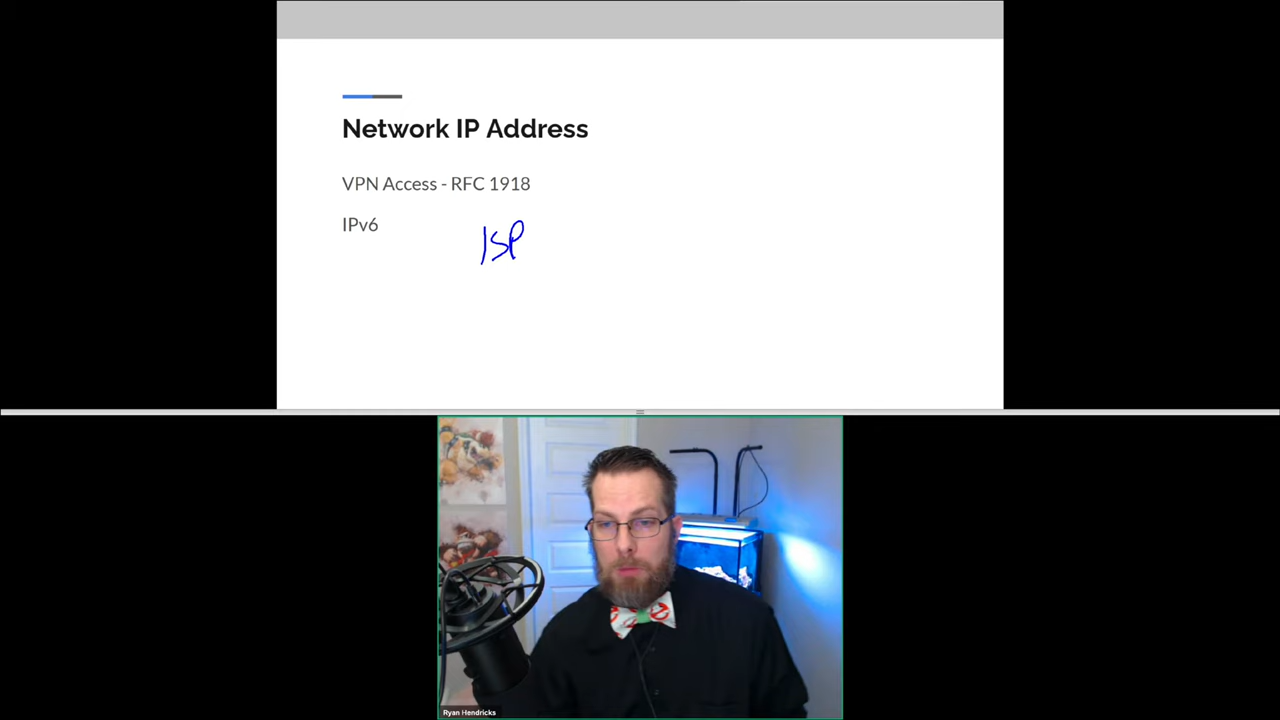 Network IP Address
VPN Access - RFC 1918
IPv6
ISP
Ryan Hendricks